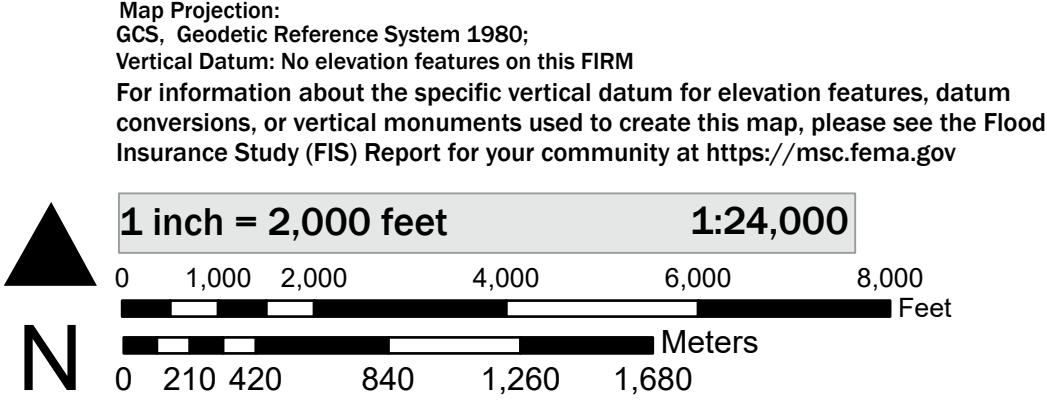 Map Projection:
GCS, Geodetic Reference System 1980;
Vertical Datum: No elevation features on this FIRM
For information about the specific vertical datum for elevation features, datum
conversions, or vertical monuments used to create this map, please see the Flood
Insurance Study (FIS) Report for your community at https://msc.fema.gov
1 inch = 2,000 feet 1:24,000
0 1,000 2,000 4,000 6,000 8,000
Feet
N
Meters
0 210 420 840 1,260 1,680